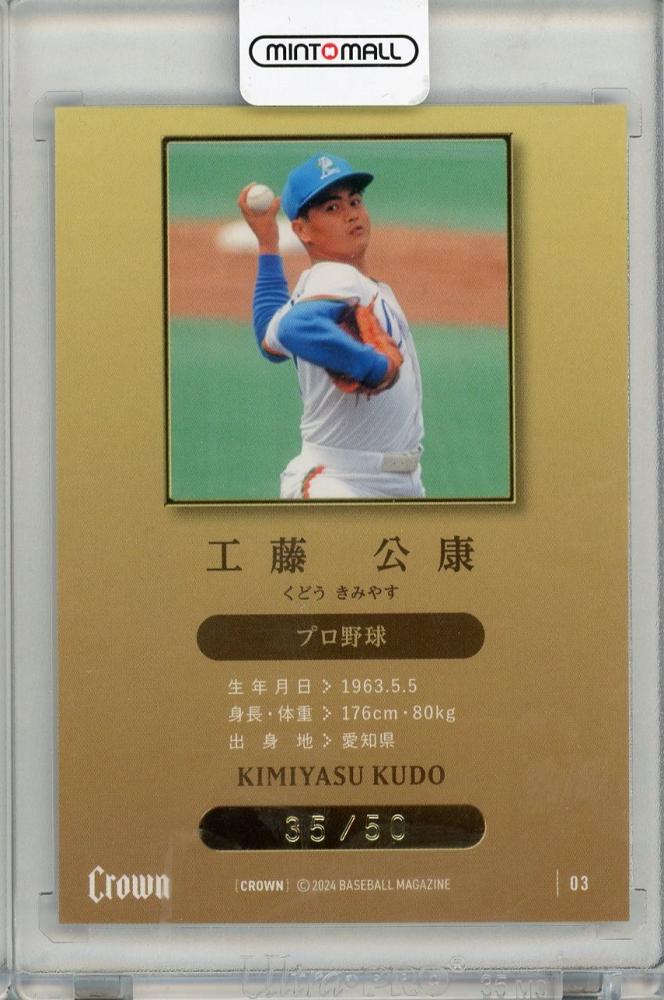 MINTOMALL
工藤 公康
くどう きみやす
プロ野球
生年月日 > 1963.5.5
身長・体重 > 176cm・80kg
出身地 > 愛知県
KIMIYASU KUDO
35/50
Crown [CROWN] ©2024 BASEBALL MAGAZINE 03
Ultra·PRO®